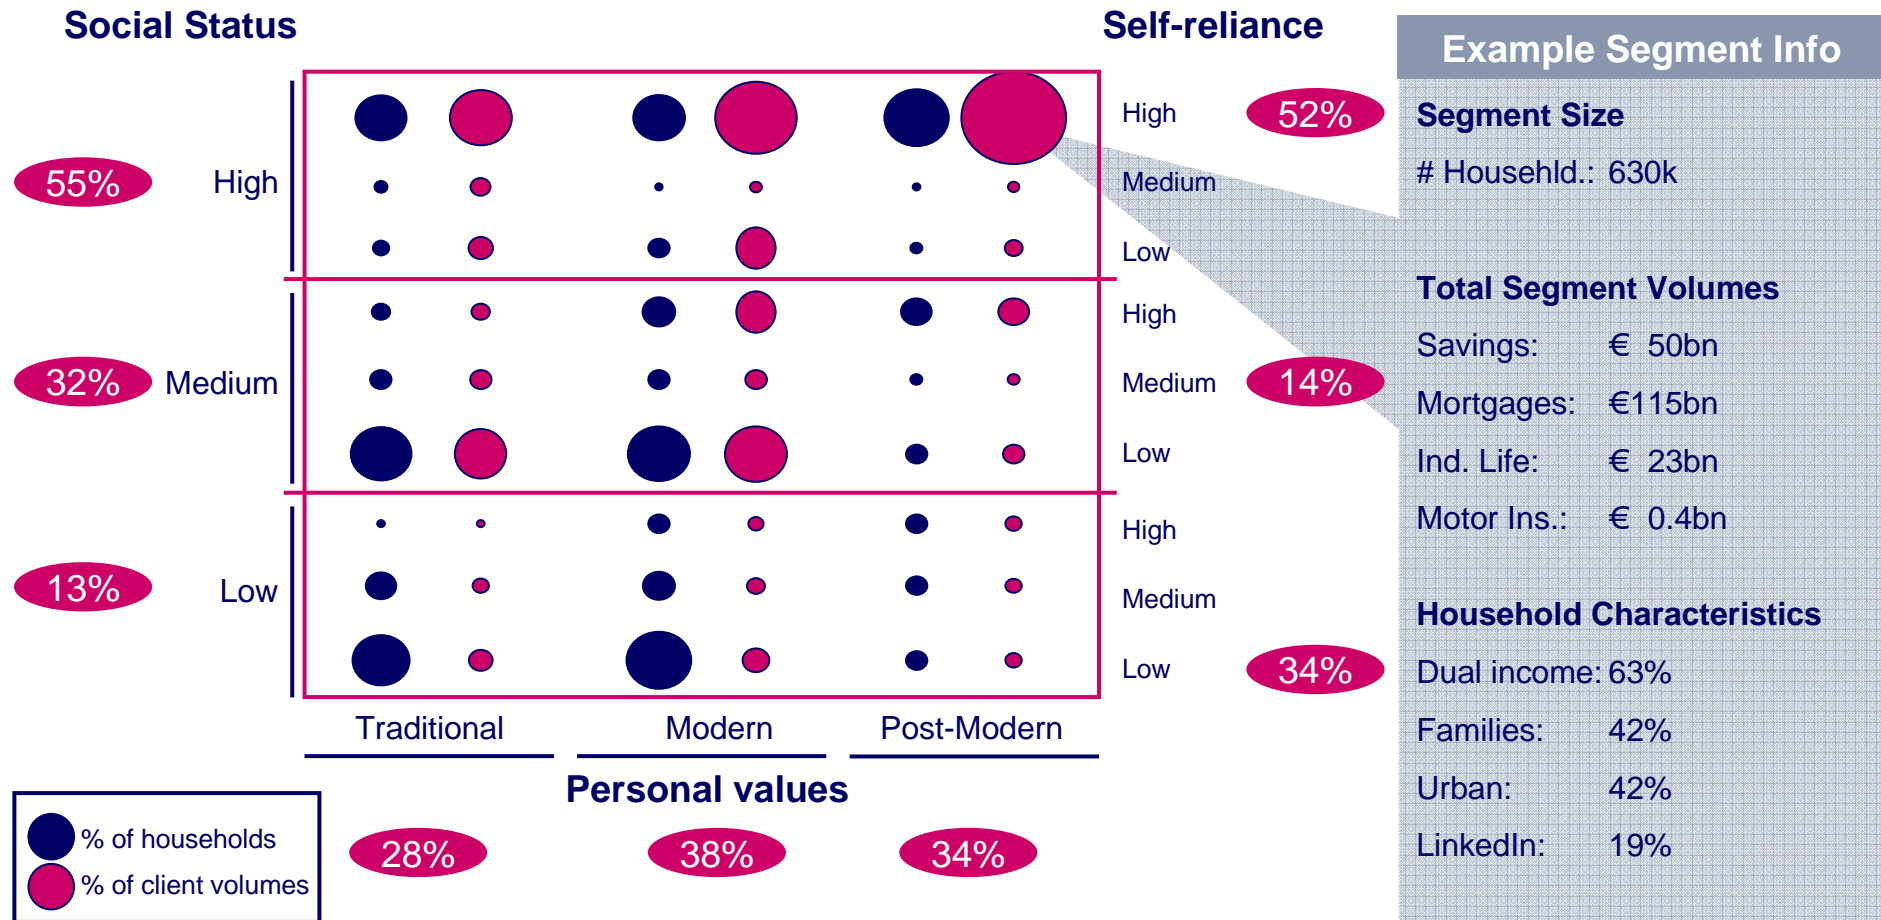 Social Status
Self-reliance
Example Segment Info
High
52%
Segment Size
55%
High
Medium
# Househld.: 630k
Low
High
Total Segment Volumes
Savings: € 50bn
32%
Medium
Medium
14%
Mortgages: €115bn
Low
Ind. Life: € 23bn
High
Motor Ins.: € 0.4bn
13%
Low
Medium
Household Characteristics
Low
34%
Dual income: 63%
Traditional
Modern
Post-Modern
Families: 42%
Personal values
Urban: 42%
% of households
28%
38%
34%
LinkedIn: 19%
% of client volumes